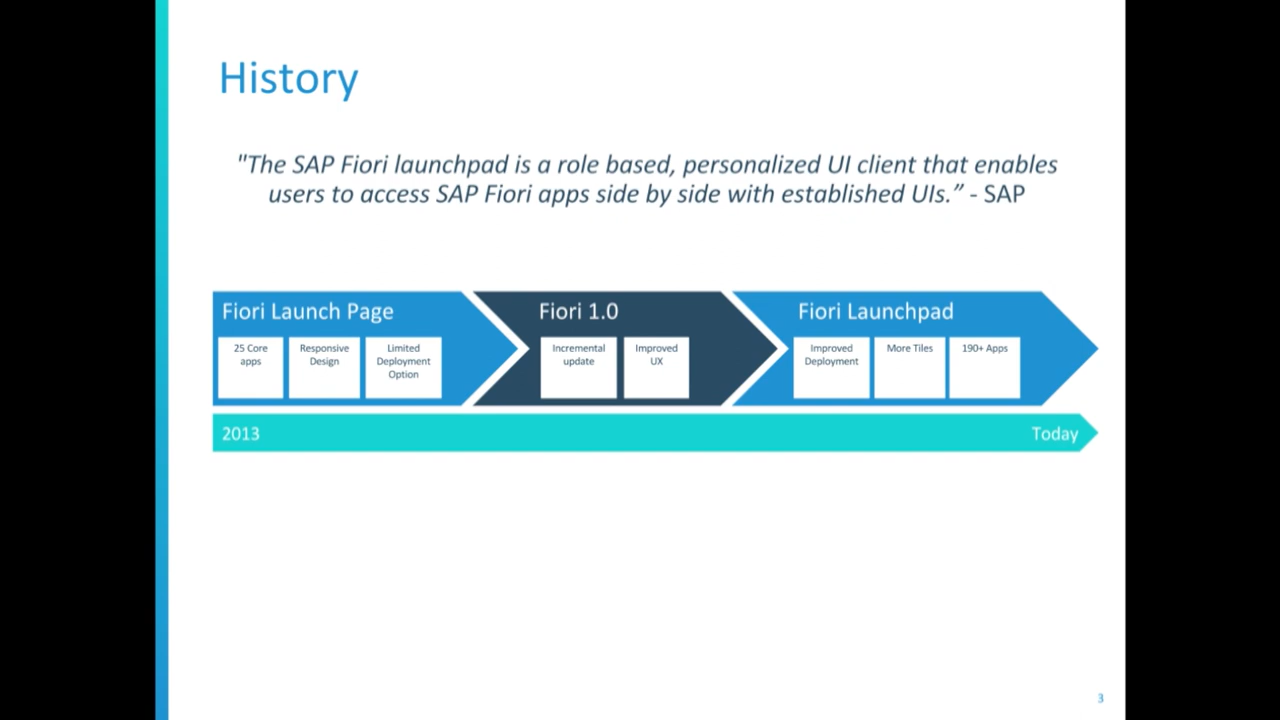 History
"The SAP Fiori launchpad is a role based, personalized UI client that enables
users to access SAP Fiori apps side by side with established UIs.” - SAP
Fiori Launch Page
25 Core
apps
Responsive
Design
Limited
Deployment
Option
Fiori 1.0
Incremental
update
Improved
UX
Fiori Launchpad
Improved
Deployment
More Tiles
190+ Apps
2013
Today
3